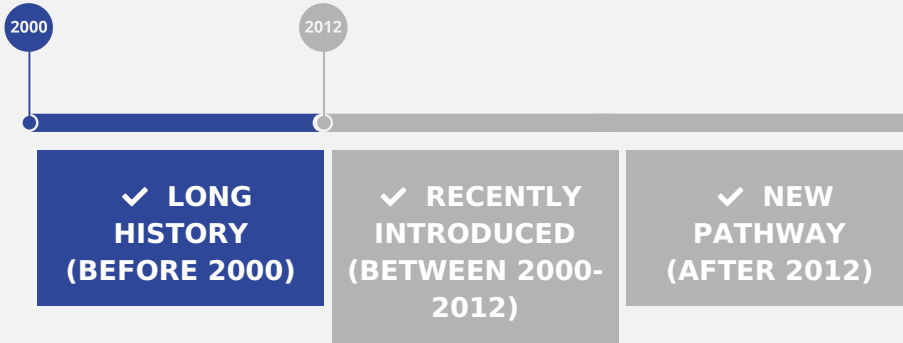 2000
2012
✓ LONG
HISTORY
(BEFORE 2000)
✓ RECENTLY
INTRODUCED
(BETWEEN 2000-
2012)
✓ NEW
PATHWAY
(AFTER 2012)